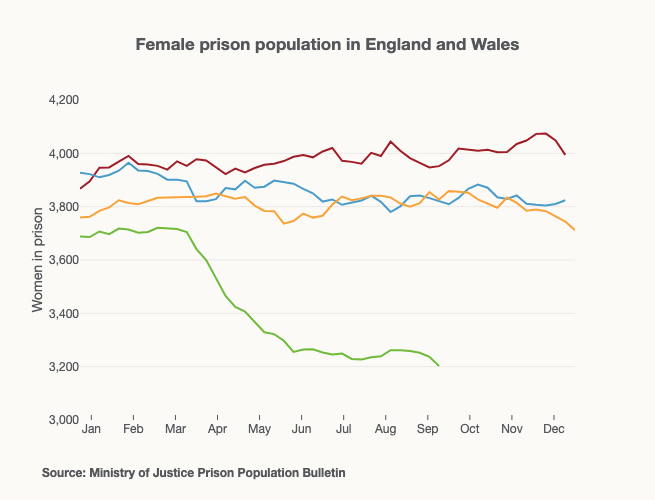 Female prison population in England and Wales
Women in prison
4,200
4,000
3,800
3,600
3,400
3,200
3,000
Jan Feb Mar Apr May Jun Jul Aug Sep Oct Nov Dec
Source: Ministry of Justice Prison Population Bulletin